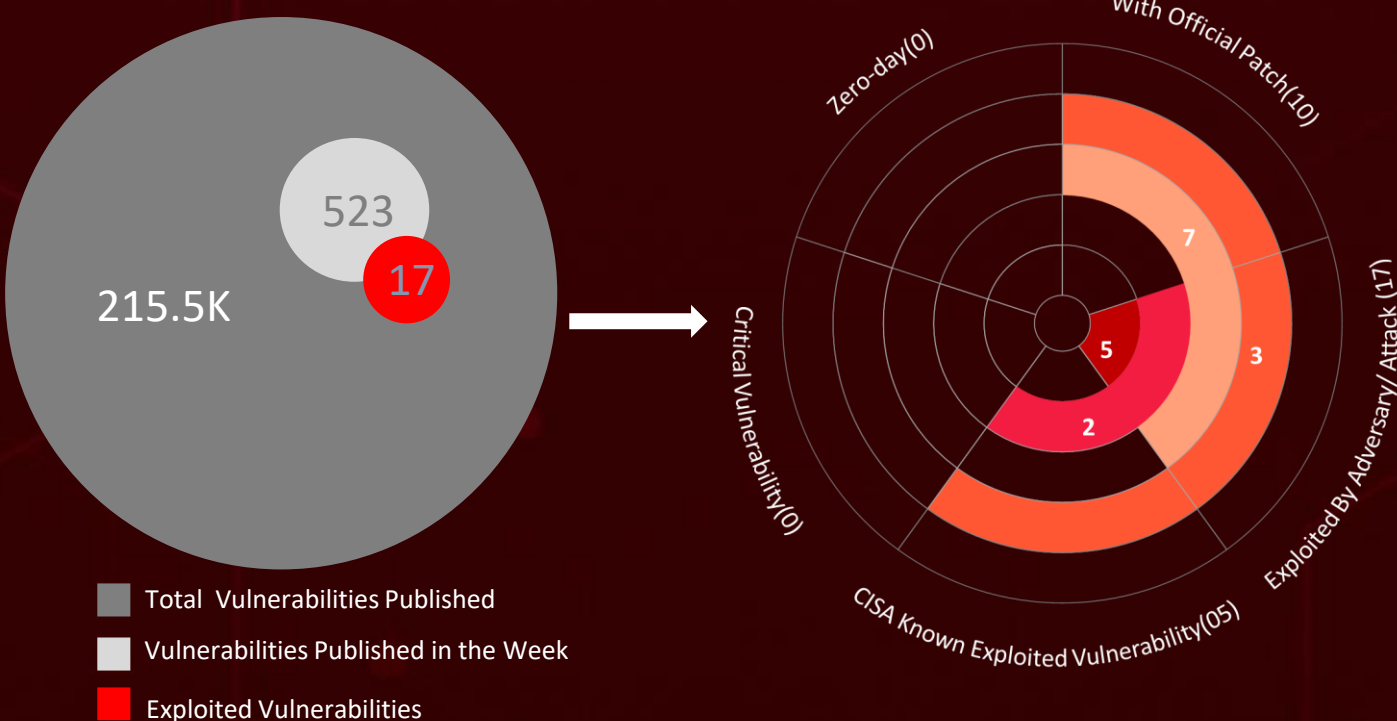 523
17
215.5K
Total Vulnerabilities Published
Vulnerabilities Published in the Week
Exploited Vulnerabilities
Zero-day(0)
With Official Patch(10)
Exploited By Adversary/ Attack (17)
CISA Known Exploited Vulnerability(05)
Critical Vulnerability(0)
7
3
5
2